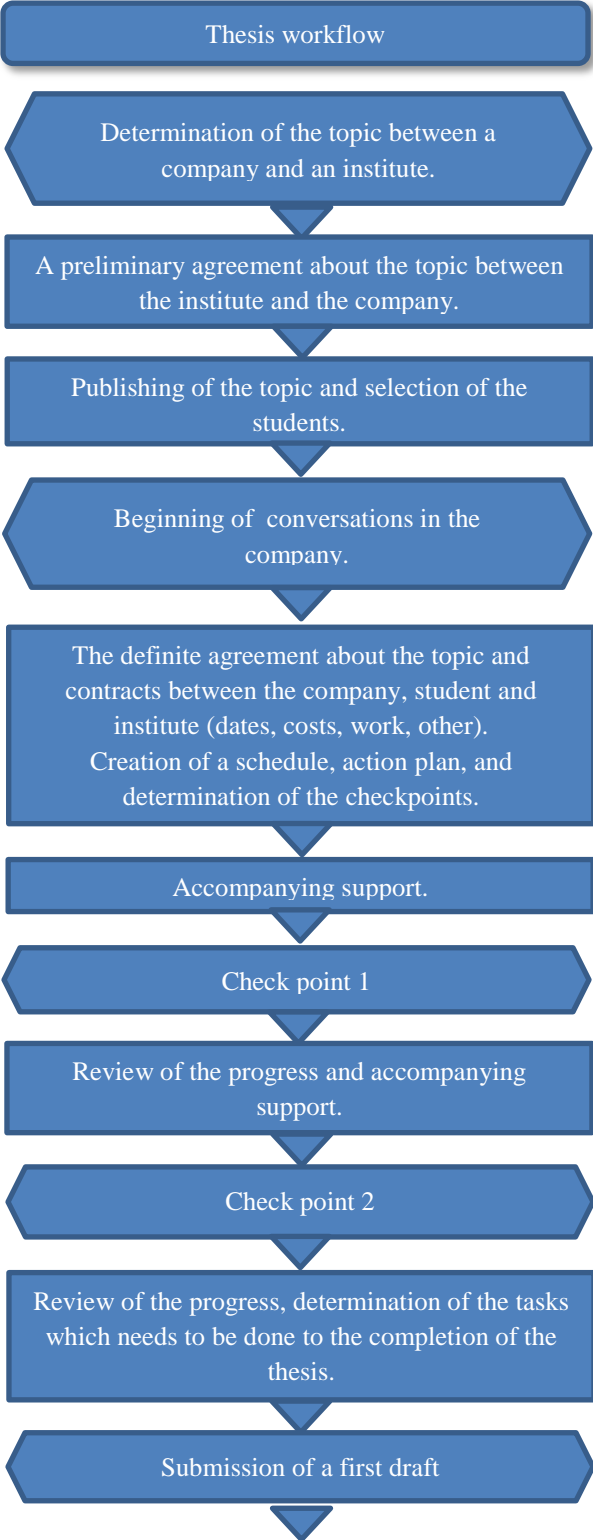 Thesis workflow
Determination of the topic between a
company and an institute.
A preliminary agreement about the topic between
the institute and the company.
Publishing of the topic and selection of the
students.
Beginning of  conversations in the
company.
The definite agreement about the topic and
contracts between the company, student and
institute (dates, costs, work, other).
Creation of a schedule, action plan, and
determination of the checkpoints.
Accompanying support.
Check point 1
Review of the progress and accompanying
support.
Check point 2
Review of the progress, determination of the tasks
which needs to be done to the completion of the
thesis.
Submission of a first draft